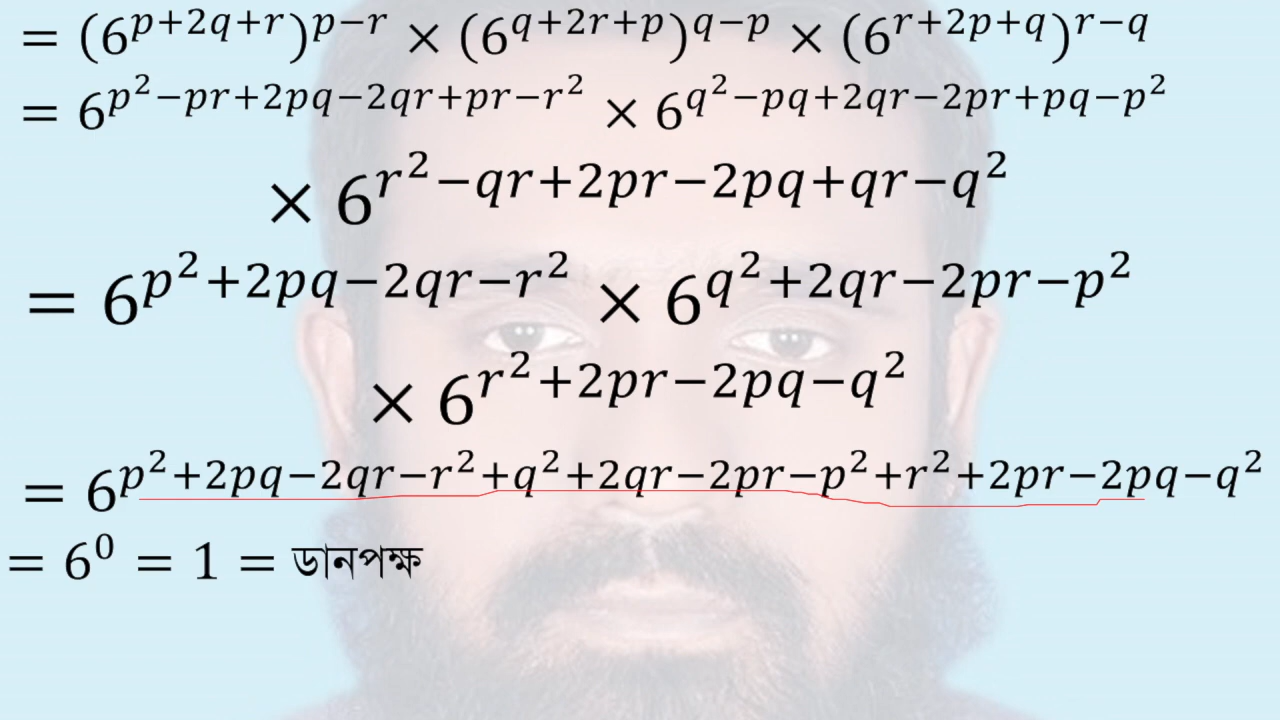 = (6^{p+2q+r})^{p−r} × (6^{q+2r+p})^{q−p} × (6^{r+2p+q})^{r−q}
= 6^{p²−pr+2pq−2qr+pr−r²} × 6^{q²−pq+2qr−2pr+pq−p²}
× 6^{r²−qr+2pr−2pq+qr−q²}
= 6^{p²+2pq−2qr−r²} × 6^{q²+2qr−2pr−p²}
× 6^{r²+2pr−2pq−q²}
= 6^{p²+2pq−2qr−r²+q²+2qr−2pr−p²+r²+2pr−2pq−q²}
= 6⁰ = 1 = ডানপক্ষ